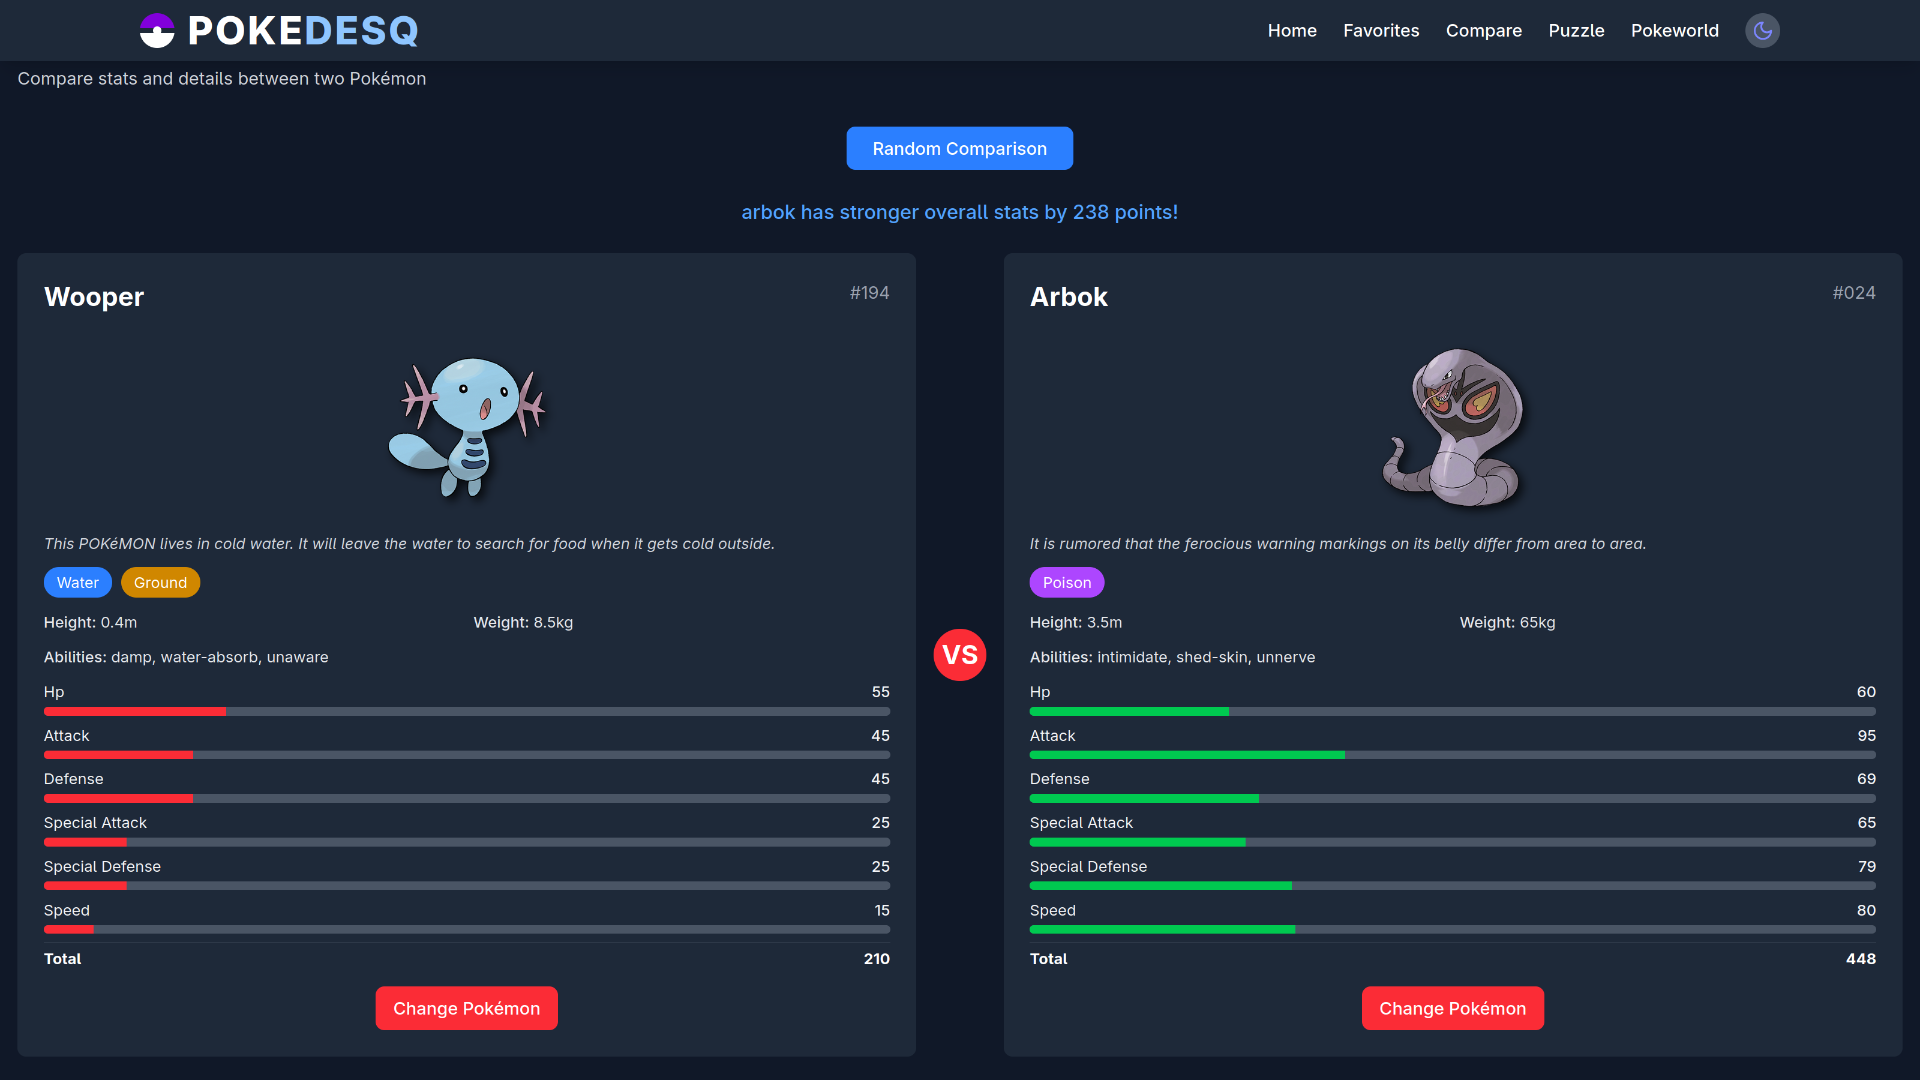 POKEDESQ
Home Favorites Compare Puzzle Pokeworld
Compare stats and details between two Pokémon
Random Comparison
arbok has stronger overall stats by 238 points!
Wooper #194
This POKéMON lives in cold water. It will leave the water to search for food when it gets cold outside.
Water Ground
Height: 0.4m Weight: 8.5kg
Abilities: damp, water-absorb, unaware
Hp 55
Attack 45
Defense 45
Special Attack 25
Special Defense 25
Speed 15
Total 210
Change Pokémon
VS
Arbok #024
It is rumored that the ferocious warning markings on its belly differ from area to area.
Poison
Height: 3.5m Weight: 65kg
Abilities: intimidate, shed-skin, unnerve
Hp 60
Attack 95
Defense 69
Special Attack 65
Special Defense 79
Speed 80
Total 448
Change Pokémon